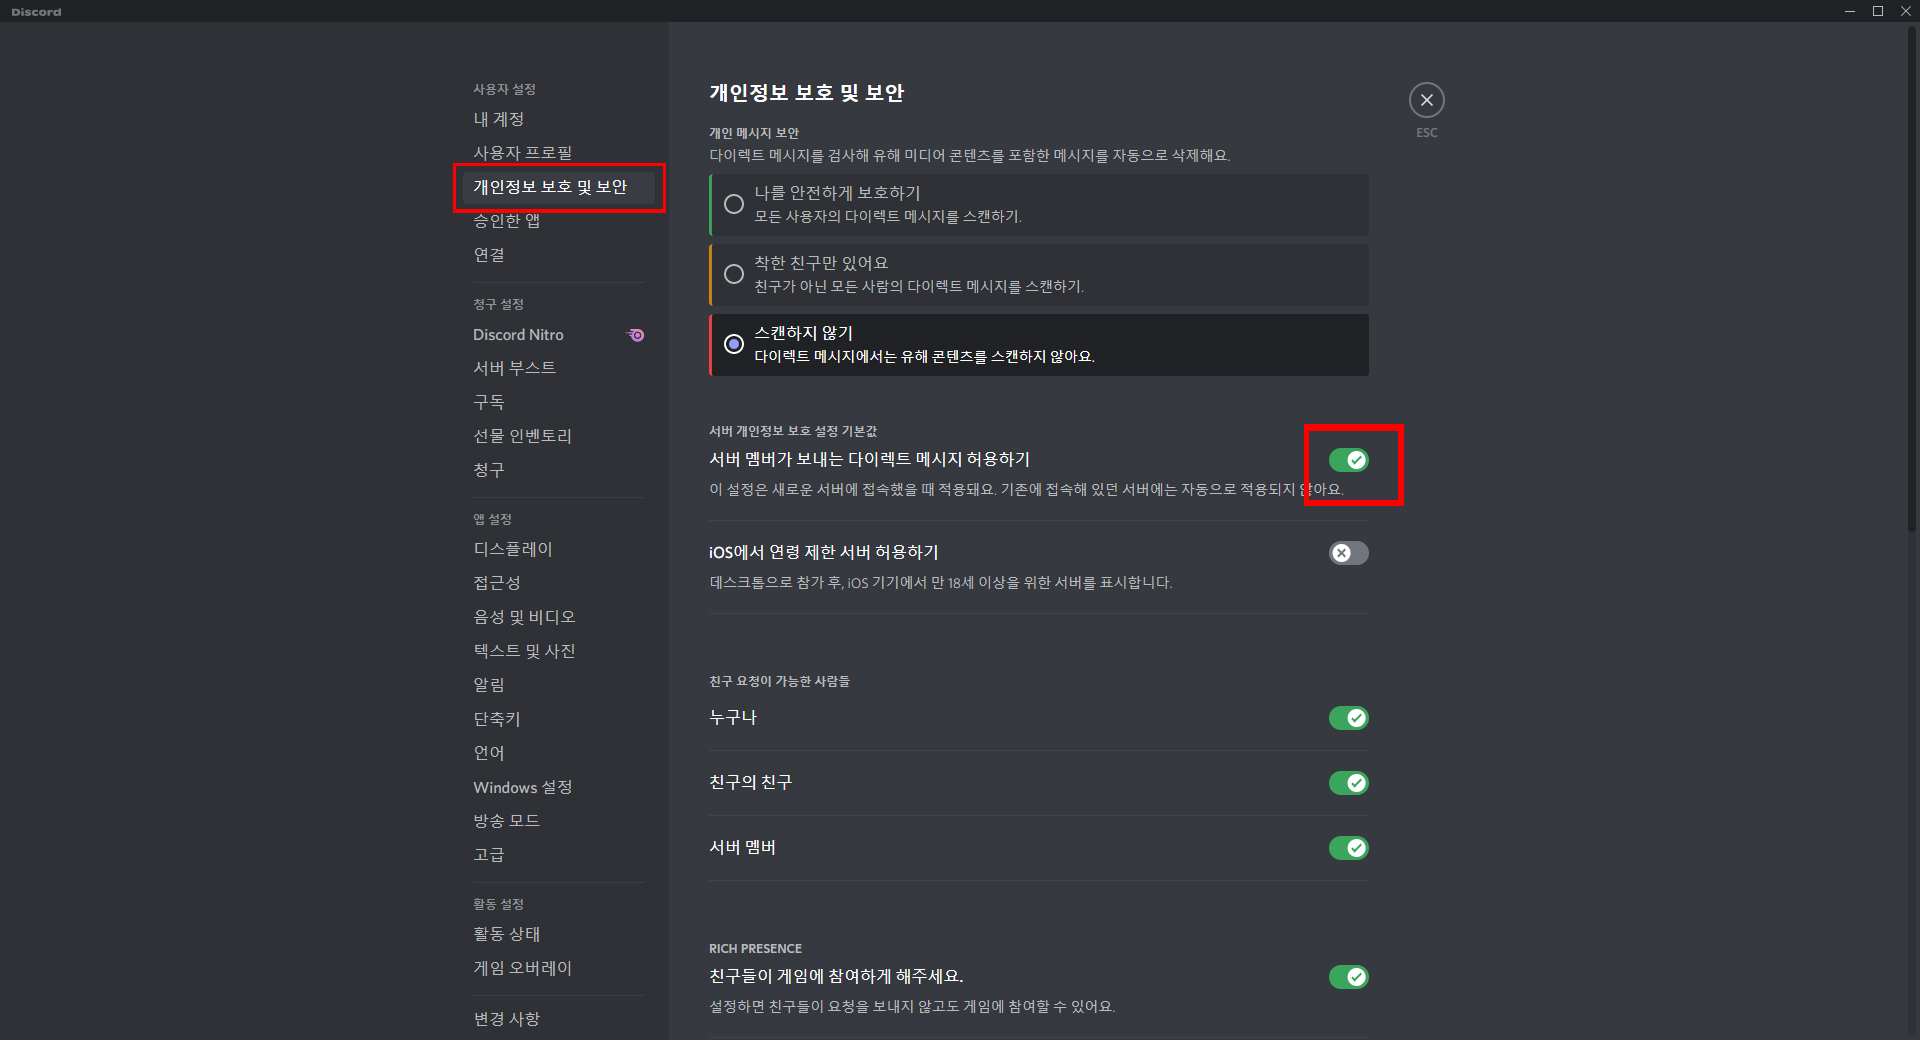 Discord
사용자 설정
내 계정
사용자 프로필
개인정보 보호 및 보안
승인한 앱
연결
청구 설정
Discord Nitro
서버 부스트
구독
선물 인벤토리
청구
앱 설정
디스플레이
접근성
음성 및 비디오
텍스트 및 사진
알림
단축키
언어
Windows 설정
방송 모드
고급
활동 설정
활동 상태
게임 오버레이
변경 사항
개인정보 보호 및 보안
ESC
개인 메시지 보안
다이렉트 메시지를 검사해 유해 미디어 콘텐츠를 포함한 메시지를 자동으로 삭제해요.
나를 안전하게 보호하기
모든 사용자의 다이렉트 메시지를 스캔하기.
착한 친구만 있어요
친구가 아닌 모든 사람의 다이렉트 메시지를 스캔하기.
스캔하지 않기
다이렉트 메시지에서는 유해 콘텐츠를 스캔하지 않아요.
서버 개인정보 보호 설정 기본값
서버 멤버가 보내는 다이렉트 메시지 허용하기
이 설정은 새로운 서버에 접속했을 때 적용돼요. 기존에 접속해 있던 서버에는 자동으로 적용되지 않아요.
iOS에서 연령 제한 서버 허용하기
데스크톱으로 참가 후, iOS 기기에서 만 18세 이상을 위한 서버를 표시합니다.
친구 요청이 가능한 사람들
누구나
친구의 친구
서버 멤버
RICH PRESENCE
친구들이 게임에 참여하게 해주세요.
설정하면 친구들이 요청을 보내지 않고도 게임에 참여할 수 있어요.